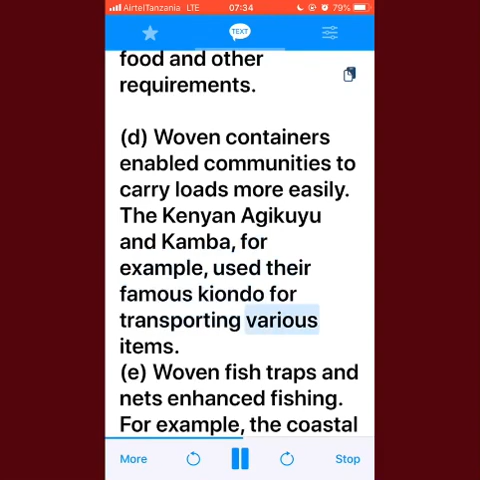 AirtelTanzania LTE 07:34 79%
TEXT
food and other
requirements.
(d) Woven containers
enabled communities to
carry loads more easily.
The Kenyan Agikuyu
and Kamba, for
example, used their
famous kiondo for
transporting various
items.
(e) Woven fish traps and
nets enhanced fishing.
For example, the coastal
More Stop